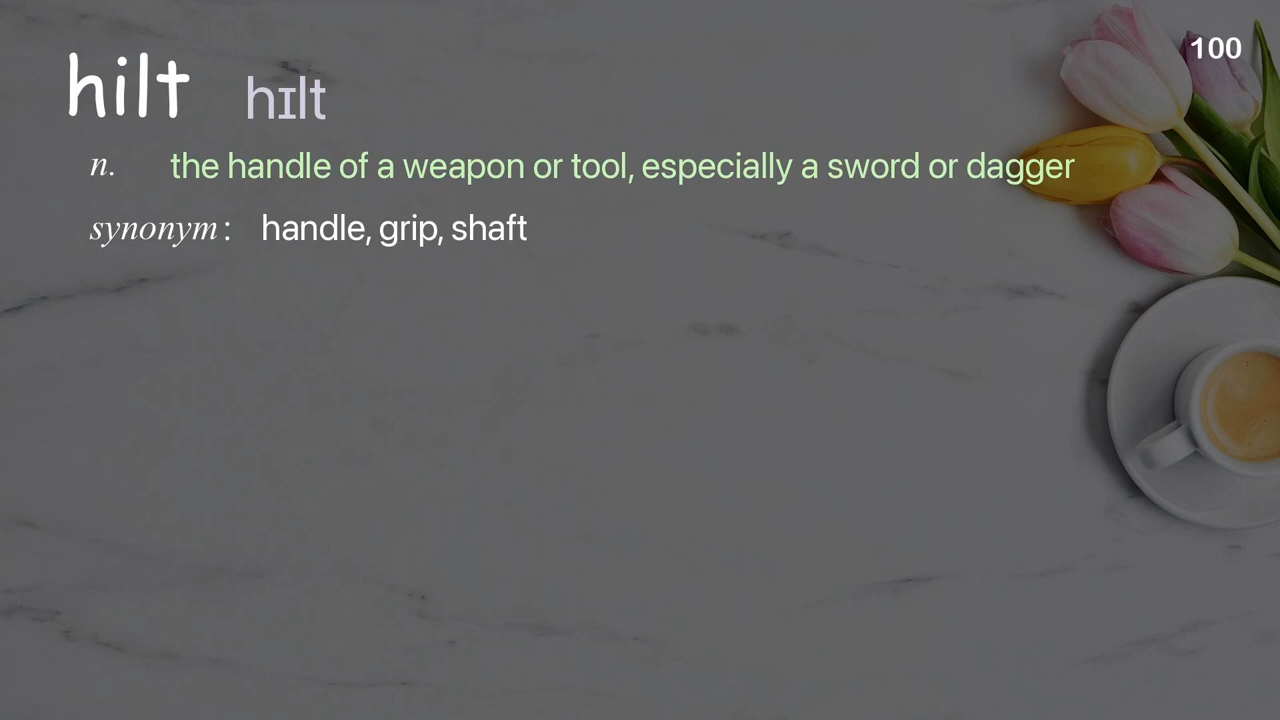 100
hilt hɪlt
n. the handle of a weapon or tool, especially a sword or dagger
synonym : handle, grip, shaft